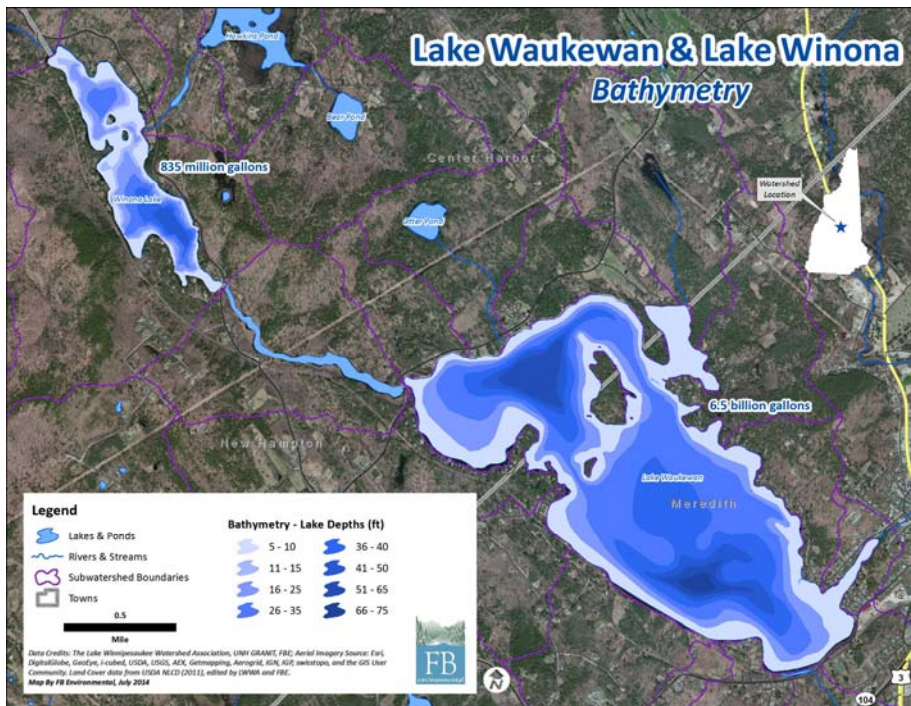 Lake Waukewan & Lake Winona
Bathymetry
Hawkins Pond
Bear Pond
835 million gallons
Center Harbor
Watershed
Location
Winona Lake
Otter Pond
6.5 billion gallons
New Hampton
Lake Waukewan
Meredith
Legend
Lakes & Ponds
Rivers & Streams
Subwatershed Boundaries
Towns
0.5
Mile
Bathymetry - Lake Depths (ft)
5 - 10
11 - 15
16 - 25
26 - 35
36 - 40
41 - 50
51 - 65
66 - 75
Data Credits: The Lake Winnipesaukee Watershed Association, UNH GRANIT, FBE; Aerial Imagery Source: Esri,
DigitalGlobe, GeoEye, i-cubed, USDA, USGS, AEX, Getmapping, Aerogrid, IGN, IGP, swisstopo, and the GIS User
Community. Land Cover data from USDA NLCD (2011), edited by LWWA and FBE.
Map By FB Environmental, July 2014
FB
N
3
104